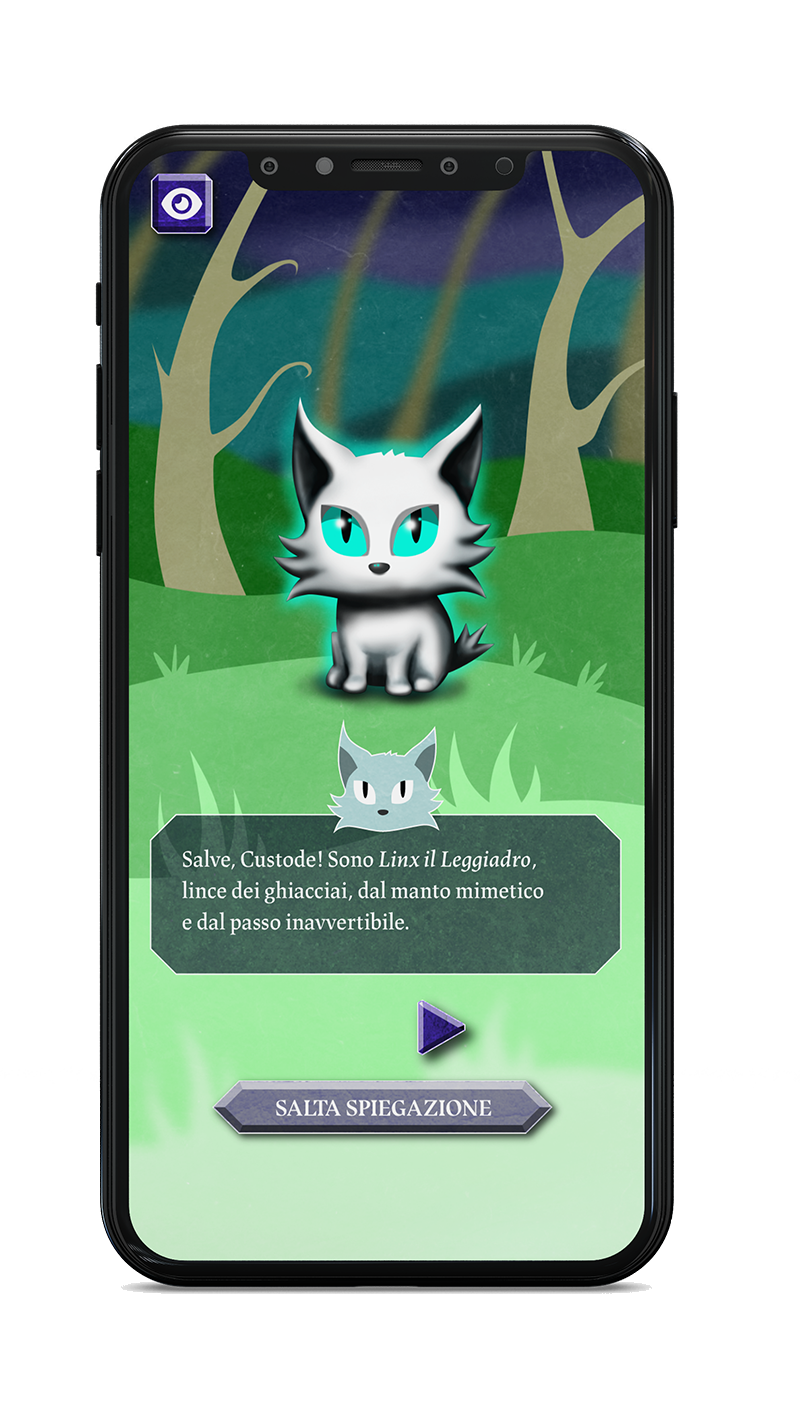 Salve, Custode! Sono Linx il Leggiadro,
lince dei ghiacciai, dal manto mimetico
e dal passo inavvertibile.
SALTA SPIEGAZIONE